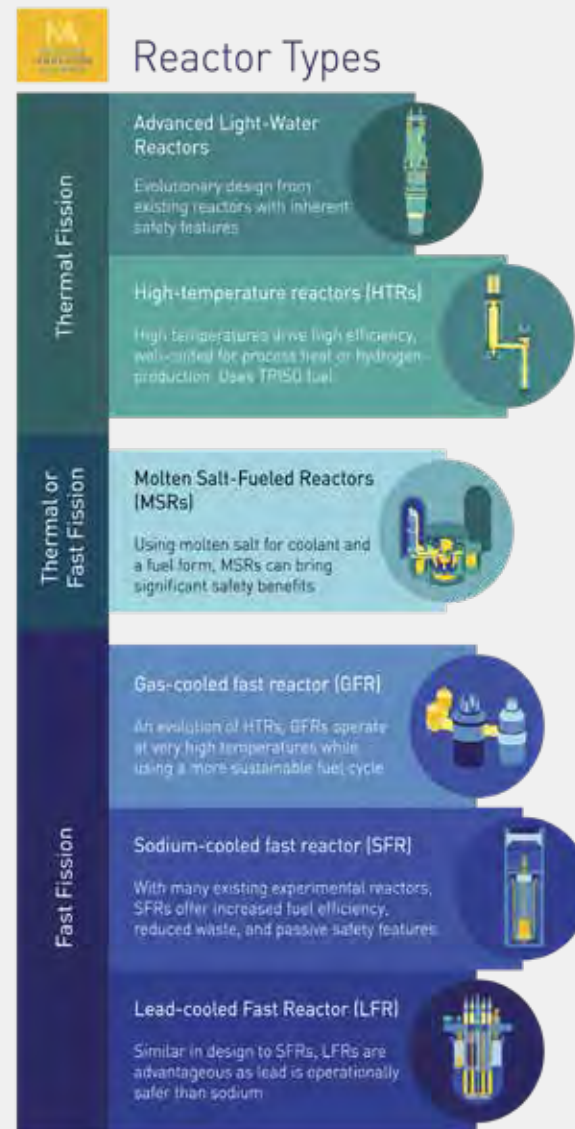 Reactor Types
Thermal Fission
Advanced Light-Water
Reactors
Evolutionary design from
existing reactors with inherent
safety features
High-temperature reactors (HTRs)
High temperatures drive high efficiency,
well-suited for process heat or hydrogen
production. Uses TRISO fuel.
Thermal or
Fast Fission
Molten Salt-Fueled Reactors
(MSRs)
Using molten salt for coolant and
a fuel form, MSRs can bring
significant safety benefits
Fast Fission
Gas-cooled fast reactor (GFR)
An evolution of HTRs, GFRs operate
at very high temperatures while
using a more sustainable fuel cycle
Sodium-cooled fast reactor (SFR)
With many existing experimental reactors,
SFRs offer increased fuel efficiency,
reduced waste, and passive safety features
Lead-cooled Fast Reactor (LFR)
Similar in design to SFRs, LFRs are
advantageous as lead is operationally
safer than sodium